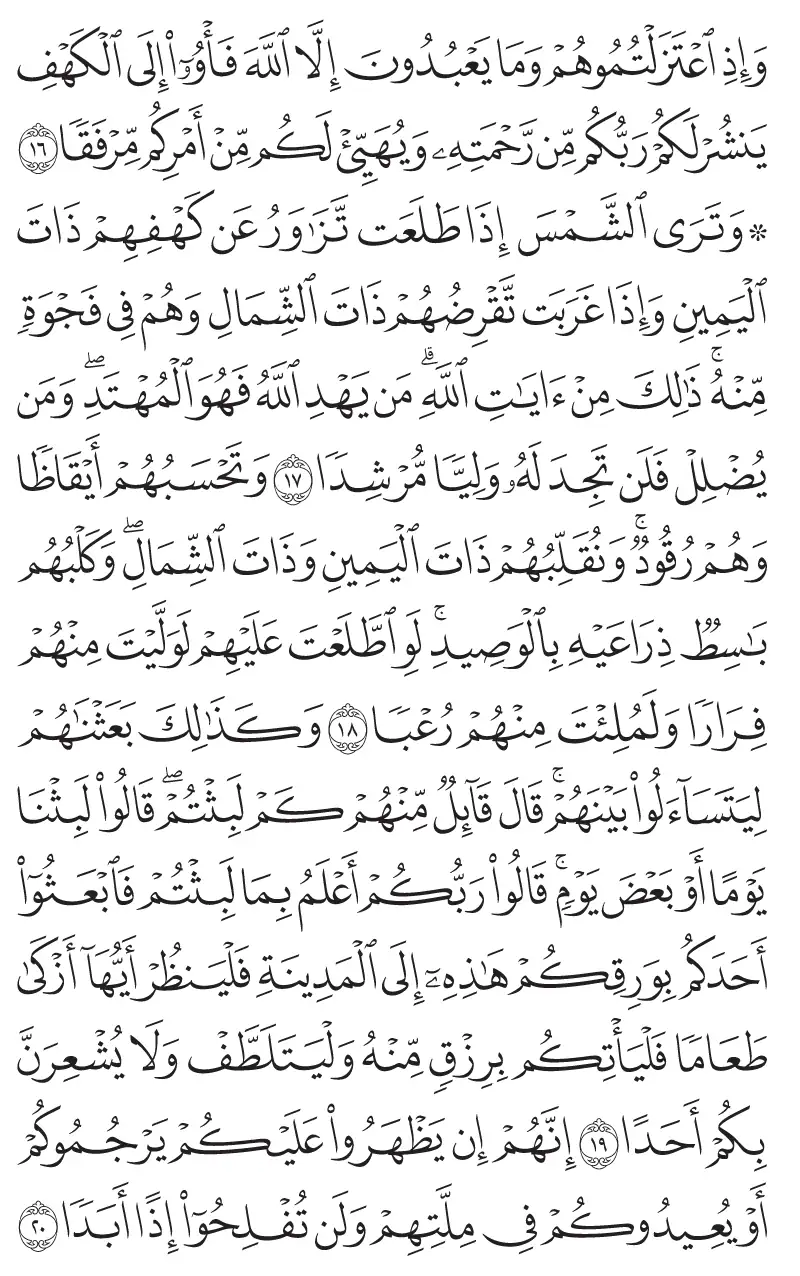 وَإِذِ ٱعْتَزَلْتُمُوهُمْ وَمَا يَعْبُدُونَ إِلَّا ٱللَّهَ فَأْوُۥٓا۟ إِلَى ٱلْكَهْفِ
يَنشُرْ لَكُمْ رَبُّكُم مِّن رَّحْمَتِهِۦ وَيُهَيِّئْ لَكُم مِّنْ أَمْرِكُم مِّرْفَقًا ١٦
۞ وَتَرَى ٱلشَّمْسَ إِذَا طَلَعَت تَّزَٰوَرُ عَن كَهْفِهِمْ ذَاتَ
ٱلْيَمِينِ وَإِذَا غَرَبَت تَّقْرِضُهُمْ ذَاتَ ٱلشِّمَالِ وَهُمْ فِى فَجْوَةٍ
مِّنْهُ ۚ ذَٰلِكَ مِنْ ءَايَٰتِ ٱللَّهِ ۗ مَن يَهْدِ ٱللَّهُ فَهُوَ ٱلْمُهْتَدِ ۖ وَمَن
يُضْلِلْ فَلَن تَجِدَ لَهُۥ وَلِيًّا مُّرْشِدًا ١٧ وَتَحْسَبُهُمْ أَيْقَاظًا
وَهُمْ رُقُودٌ ۚ وَنُقَلِّبُهُمْ ذَاتَ ٱلْيَمِينِ وَذَاتَ ٱلشِّمَالِ ۖ وَكَلْبُهُم
بَٰسِطٌ ذِرَاعَيْهِ بِٱلْوَصِيدِ ۚ لَوِ ٱطَّلَعْتَ عَلَيْهِمْ لَوَلَّيْتَ مِنْهُمْ
فِرَارًا وَلَمُلِئْتَ مِنْهُمْ رُعْبًا ١٨ وَكَذَٰلِكَ بَعَثْنَٰهُمْ
لِيَتَسَآءَلُوا۟ بَيْنَهُمْ ۚ قَالَ قَآئِلٌ مِّنْهُمْ كَمْ لَبِثْتُمْ ۖ قَالُوا۟ لَبِثْنَا
يَوْمًا أَوْ بَعْضَ يَوْمٍ ۚ قَالُوا۟ رَبُّكُمْ أَعْلَمُ بِمَا لَبِثْتُمْ فَٱبْعَثُوٓا۟
أَحَدَكُم بِوَرِقِكُمْ هَٰذِهِۦٓ إِلَى ٱلْمَدِينَةِ فَلْيَنظُرْ أَيُّهَآ أَزْكَىٰ
طَعَامًا فَلْيَأْتِكُم بِرِزْقٍ مِّنْهُ وَلْيَتَلَطَّفْ وَلَا يُشْعِرَنَّ
بِكُمْ أَحَدًا ١٩ إِنَّهُمْ إِن يَظْهَرُوا۟ عَلَيْكُمْ يَرْجُمُوكُمْ
أَوْ يُعِيدُوكُمْ فِى مِلَّتِهِمْ وَلَن تُفْلِحُوٓا۟ إِذًا أَبَدًا ٢٠